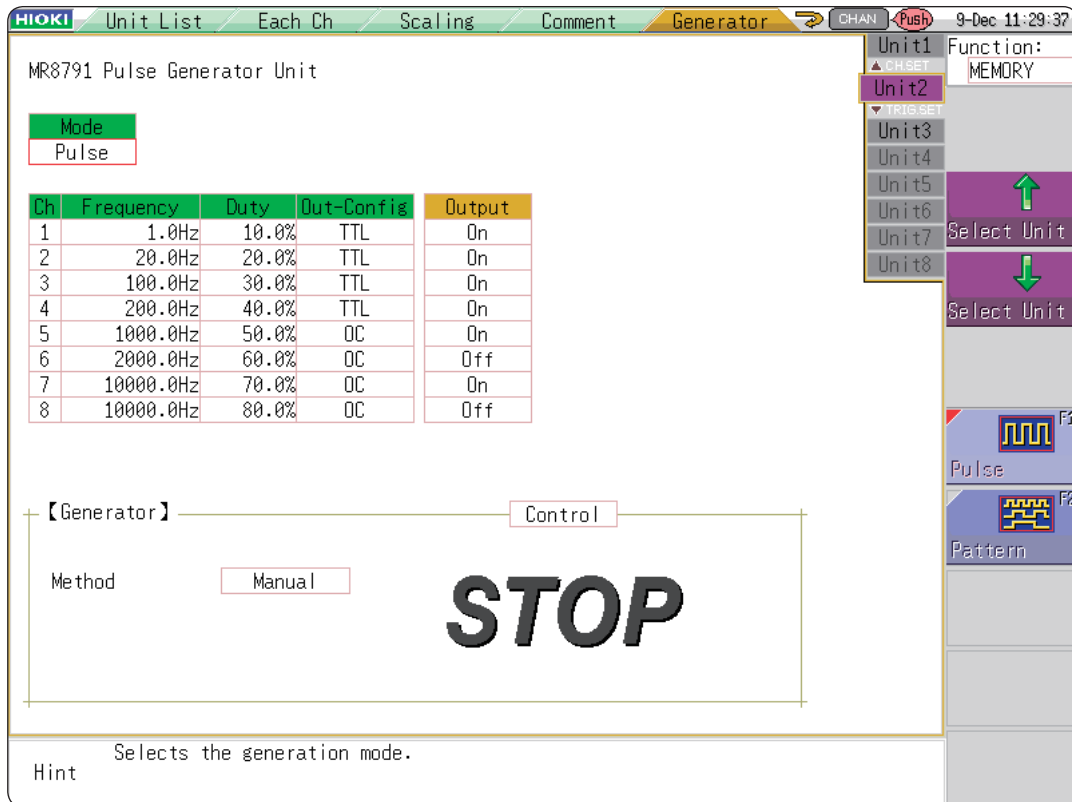 HIOKI Unit List Each Ch Scaling Comment Generator CHAN Push 9-Dec 11:29:37
Unit1 Function:
MR8791 Pulse Generator Unit ▲CH.SET MEMORY
Unit2
▼TRIG.SET
Mode Unit3
Pulse Unit4
Unit5
Ch Frequency Duty Out-Config Output Unit6
1 1.0Hz 10.0% TTL On Unit7 Select Unit
2 20.0Hz 20.0% TTL On Unit8
3 100.0Hz 30.0% TTL On
4 200.0Hz 40.0% TTL On Select Unit
5 1000.0Hz 50.0% OC On
6 2000.0Hz 60.0% OC Off
7 10000.0Hz 70.0% OC On
8 10000.0Hz 80.0% OC Off
F1
Pulse
【Generator】 Control F2
Pattern
Method Manual STOP
Selects the generation mode.
Hint